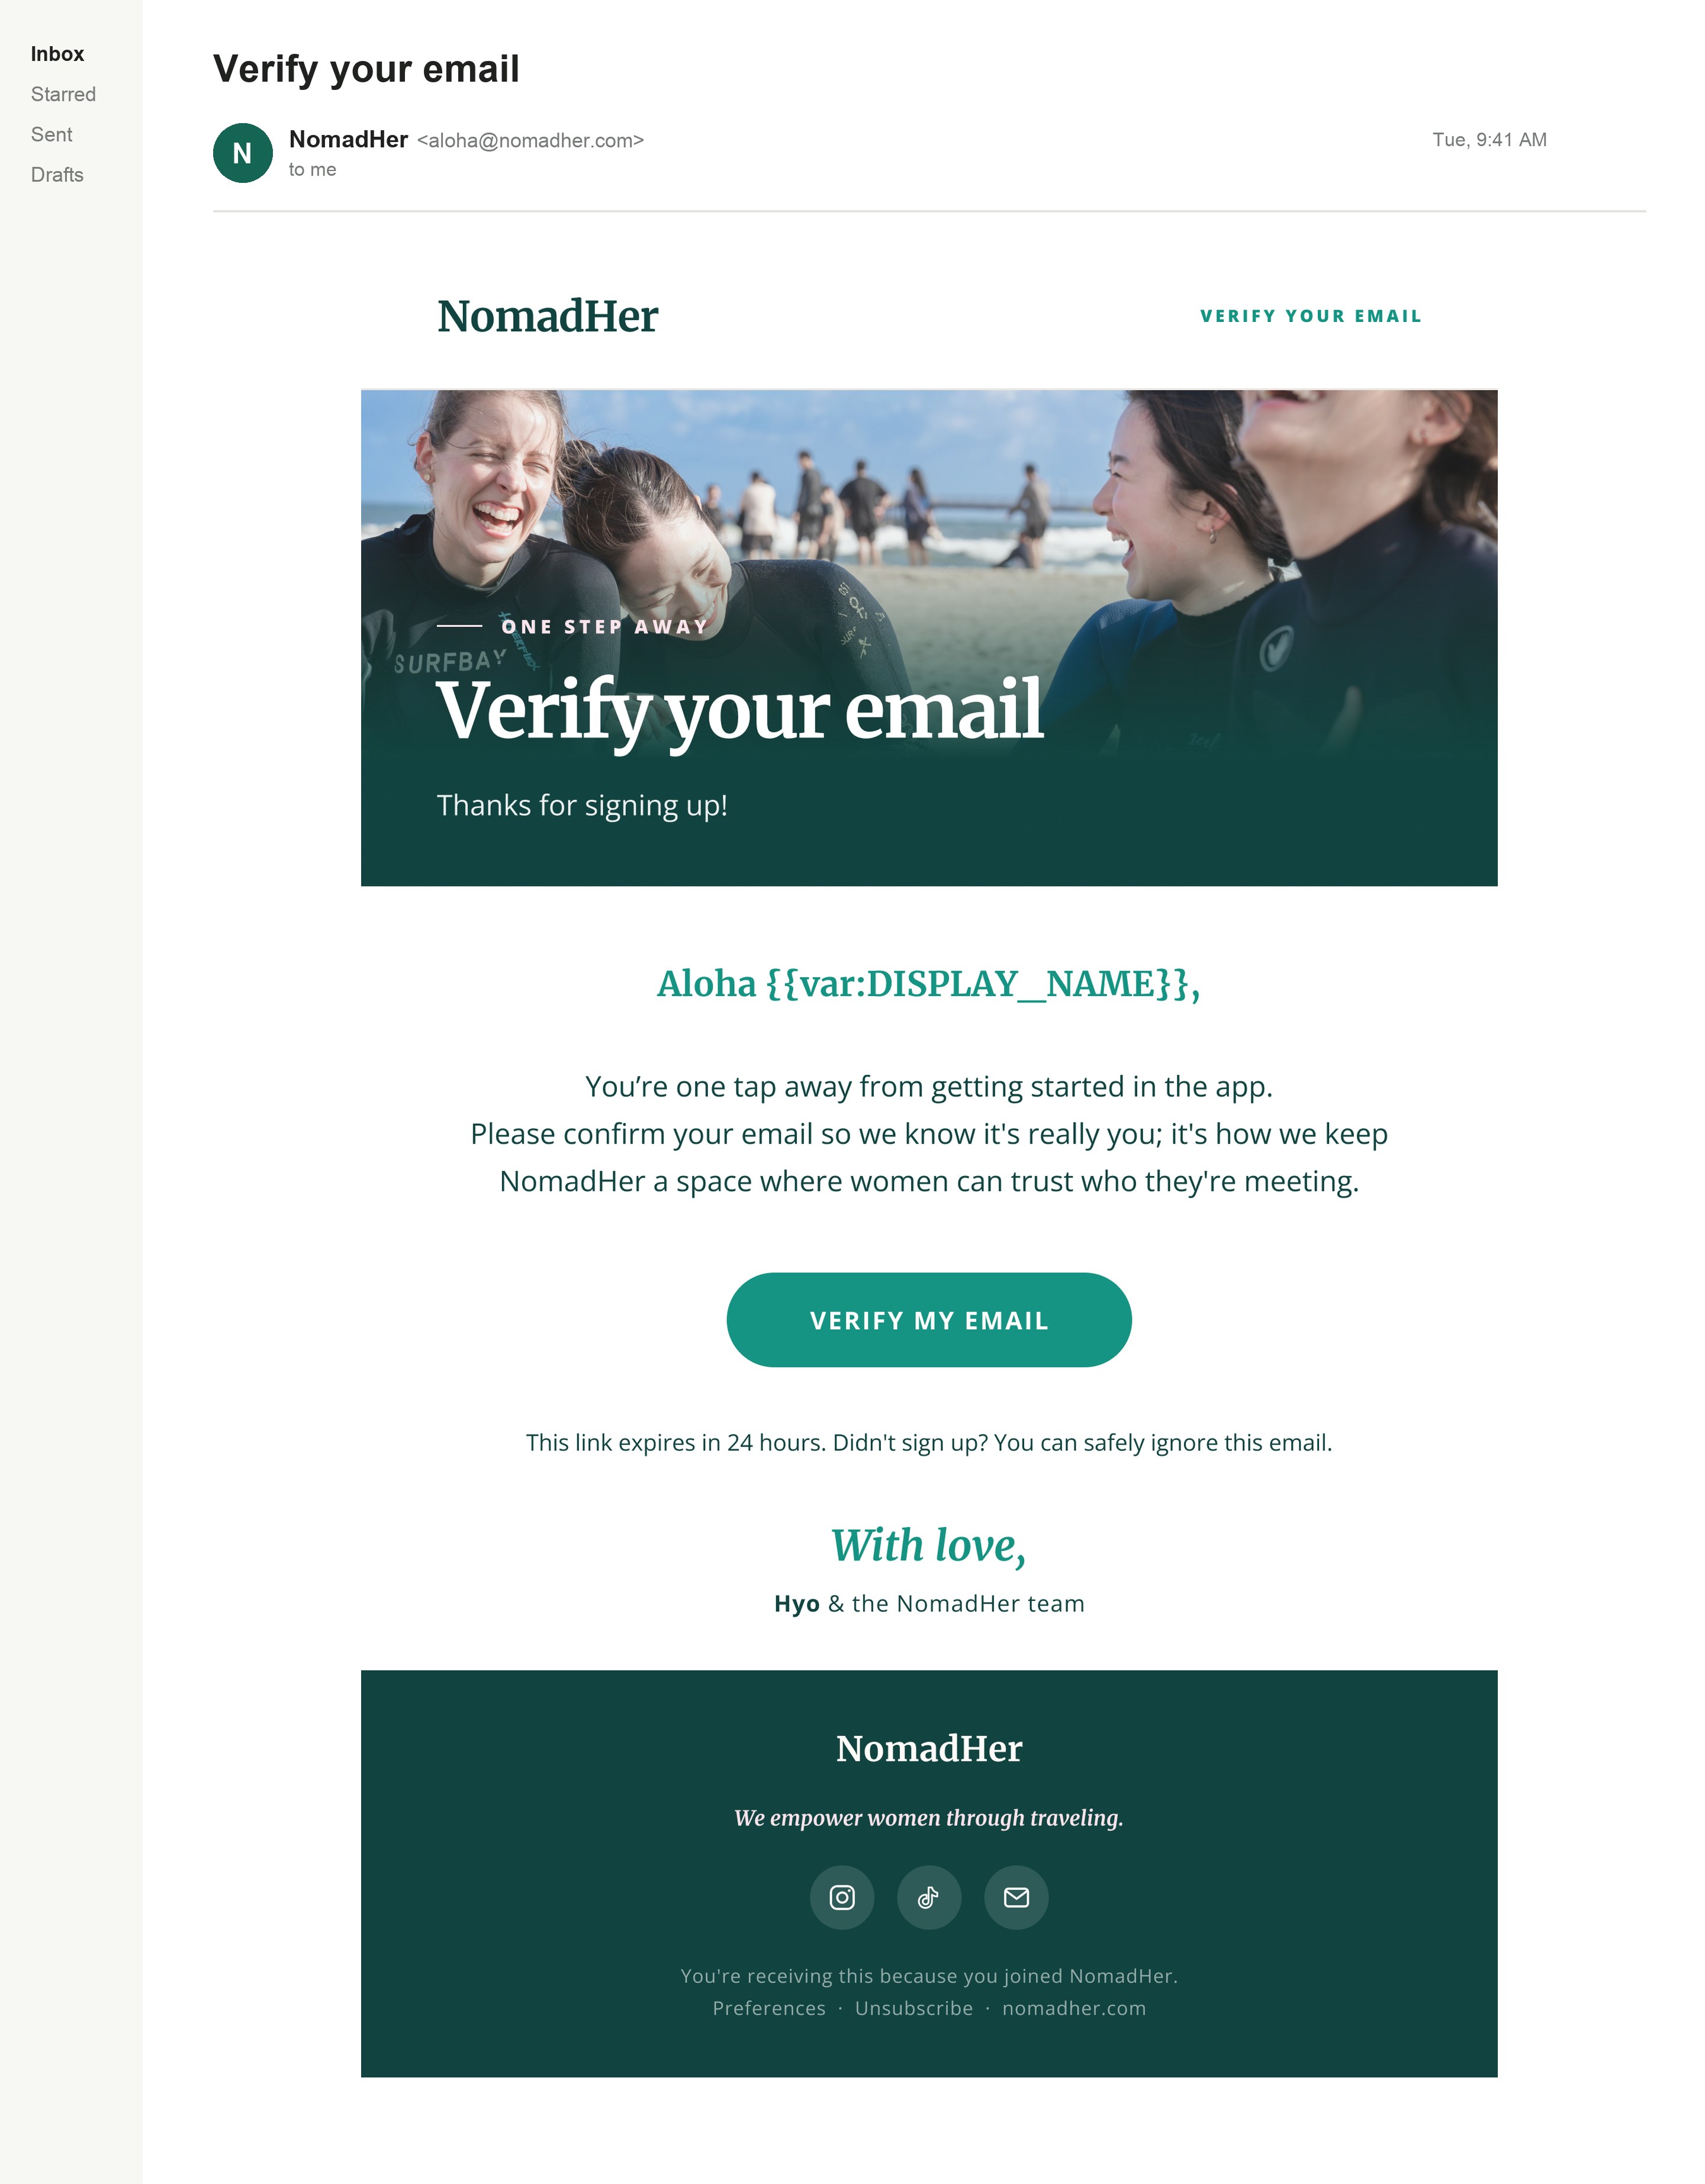 Inbox
Starred
Sent
Drafts
Verify your email
N
NomadHer <aloha@nomadher.com>
Tue, 9:41 AM
to me
NomadHer
VERIFY YOUR EMAIL
ONE STEP AWAY
SURFBAY
Verify your email
Thanks for signing up!
Aloha {{var:DISPLAY_NAME}},
You’re one tap away from getting started in the app.
Please confirm your email so we know it's really you; it's how we keep
NomadHer a space where women can trust who they're meeting.
VERIFY MY EMAIL
This link expires in 24 hours. Didn't sign up? You can safely ignore this email.
With love,
Hyo & the NomadHer team
NomadHer
We empower women through traveling.
You're receiving this because you joined NomadHer.
Preferences · Unsubscribe · nomadher.com